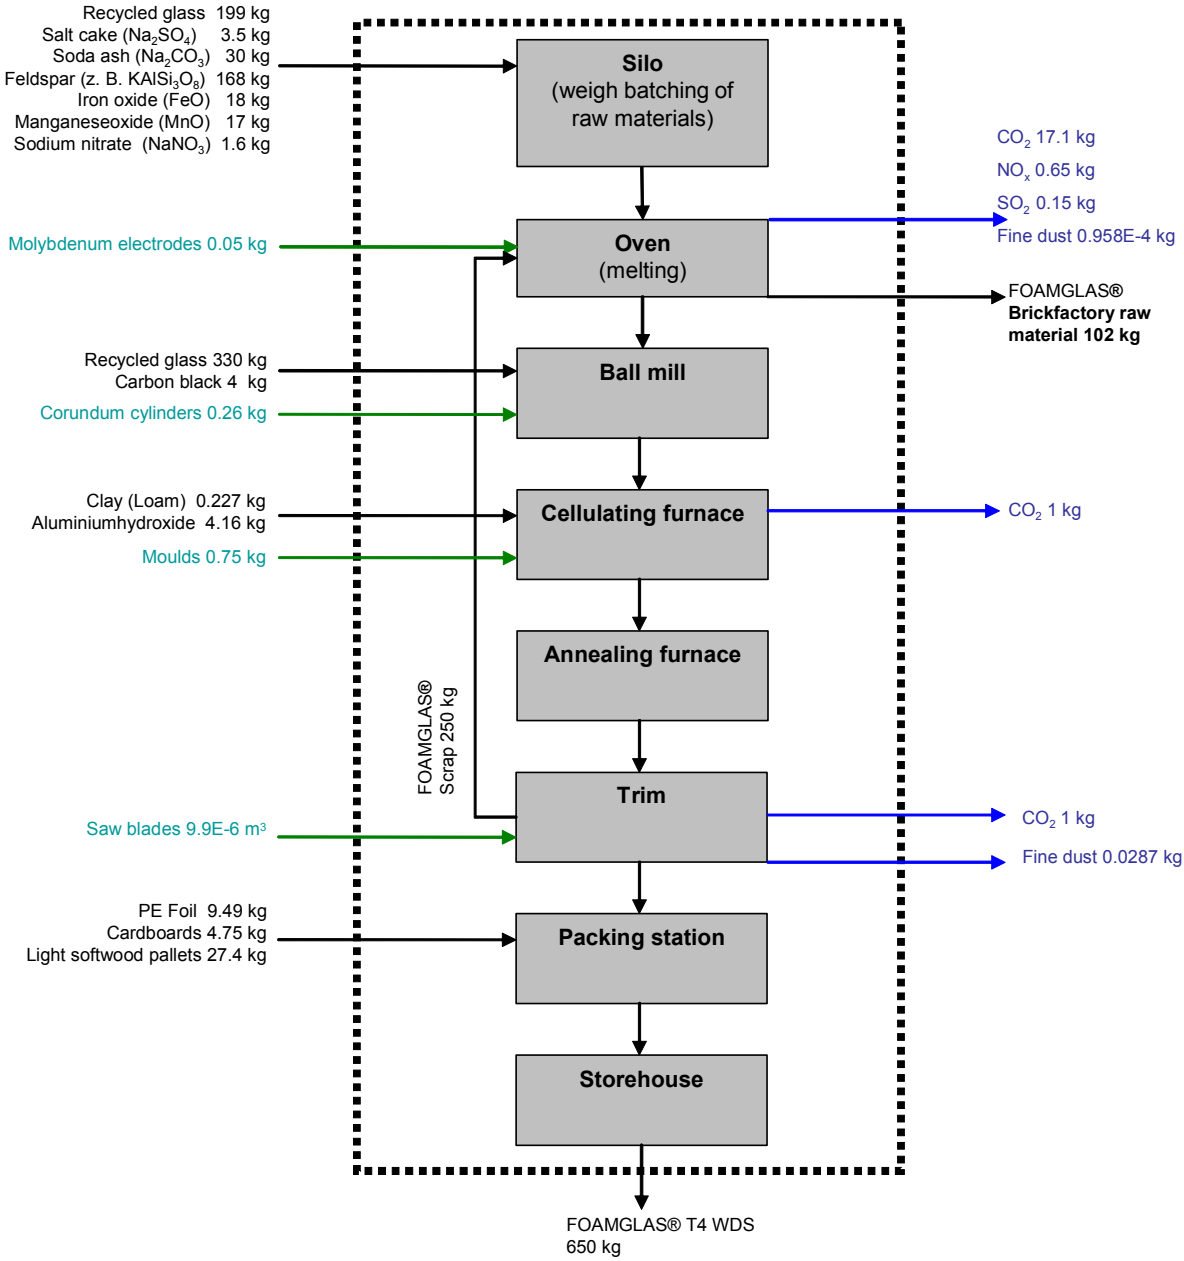 Recycled glass 199 kg
Salt cake (Na₂SO₄) 3.5 kg
Soda ash (Na₂CO₃) 30 kg
Feldspar (z. B. KAlSi₃O₈) 168 kg
Iron oxide (FeO) 18 kg
Manganeseoxide (MnO) 17 kg
Sodium nitrate (NaNO₃) 1.6 kg
Silo
(weigh batching of
raw materials)
CO₂ 17.1 kg
NOₓ 0.65 kg
SO₂ 0.15 kg
Fine dust 0.958E-4 kg
Molybdenum electrodes 0.05 kg
Oven
(melting)
FOAMGLAS®
Brickfactory raw
material 102 kg
Recycled glass 330 kg
Carbon black 4 kg
Corundum cylinders 0.26 kg
Ball mill
Clay (Loam) 0.227 kg
Aluminiumhydroxide 4.16 kg
Moulds 0.75 kg
Cellulating furnace
CO₂ 1 kg
Annealing furnace
FOAMGLAS®
Scrap 250 kg
Trim
Saw blades 9.9E-6 m³
CO₂ 1 kg
Fine dust 0.0287 kg
PE Foil 9.49 kg
Cardboards 4.75 kg
Light softwood pallets 27.4 kg
Packing station
Storehouse
FOAMGLAS® T4 WDS
650 kg